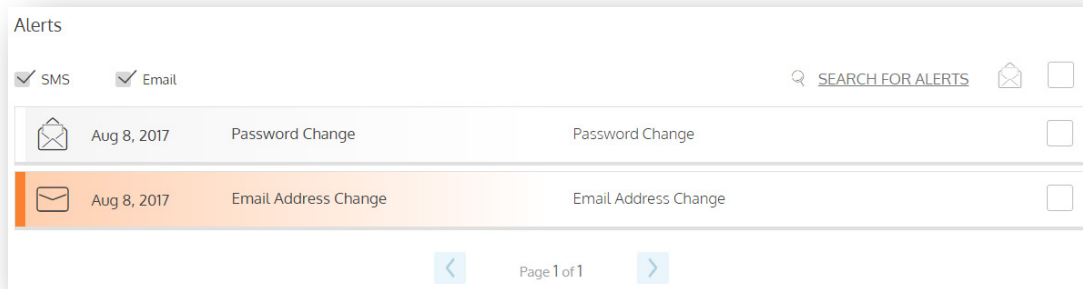 Alerts
SMS Email SEARCH FOR ALERTS
Aug 8, 2017 Password Change Password Change
Aug 8, 2017 Email Address Change Email Address Change
Page 1 of 1